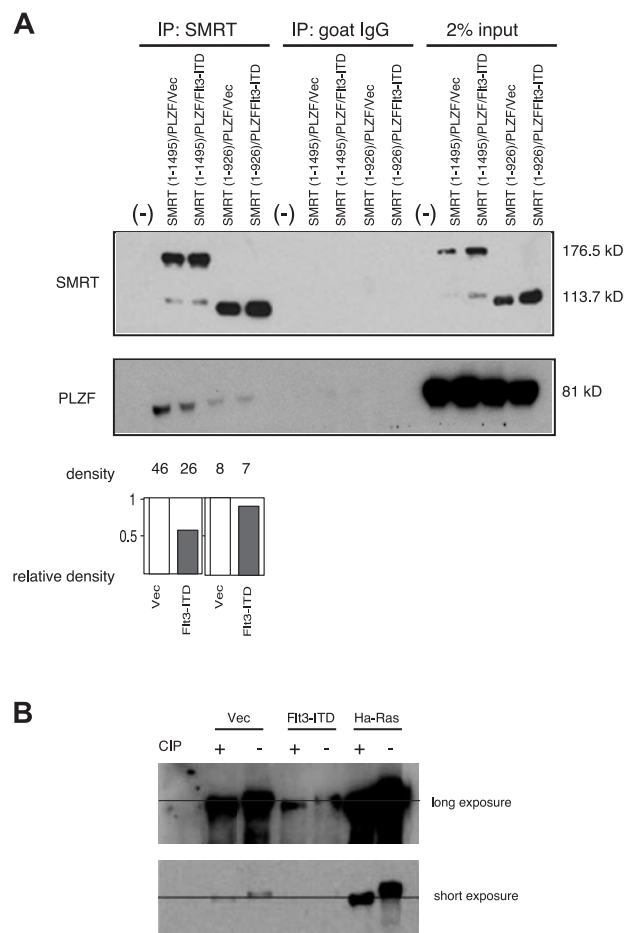 A
IP: SMRT
IP: goat IgG
2% input
(-)
SMRT (1-1495)/PLZF/Vec
SMRT (1-1495)/PLZF/Flt3-ITD
SMRT (1-926)/PLZF/Vec
SMRT (1-926)/PLZFFlt3-ITD
(-)
SMRT (1-1495)/PLZF/Vec
SMRT (1-1495)/PLZF/Flt3-ITD
SMRT (1-926)/PLZF/Vec
SMRT (1-926)/PLZFFlt3-ITD
(-)
SMRT (1-1495)/PLZF/Vec
SMRT (1-1495)/PLZF/Flt3-ITD
SMRT (1-926)/PLZF/Vec
SMRT (1-926)/PLZFFlt3-ITD
SMRT
176.5 kD
113.7 kD
PLZF
81 kD
density
46 26 8 7
1
0.5
relative density
Vec
Flt3-ITD
Vec
Flt3-ITD
B
Vec
Flt3-ITD
Ha-Ras
CIP + - + - + -
long exposure
short exposure